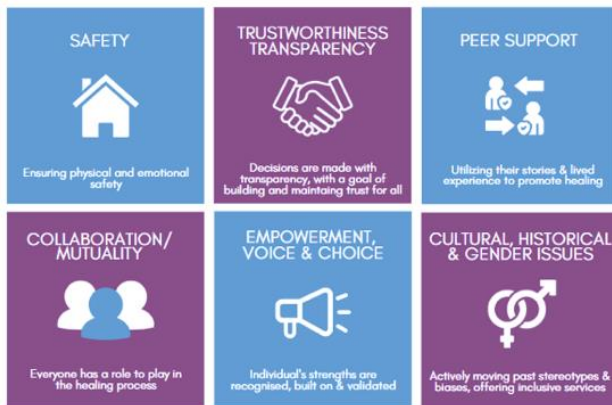 SAFETY
Ensuring physical and emotional
safety
TRUSTWORTHINESS
TRANSPARENCY
Decisions are made with
transparency, with a goal of
building and maintaing trust for all
PEER SUPPORT
Utilizing their stories & lived
experience to promote healing
COLLABORATION/
MUTUALITY
Everyone has a role to play in
the healing process
EMPOWERMENT,
VOICE & CHOICE
Individual's strengths are
recognised, built on & validated
CULTURAL, HISTORICAL
& GENDER ISSUES
Actively moving past stereotypes &
biases, offering inclusive services